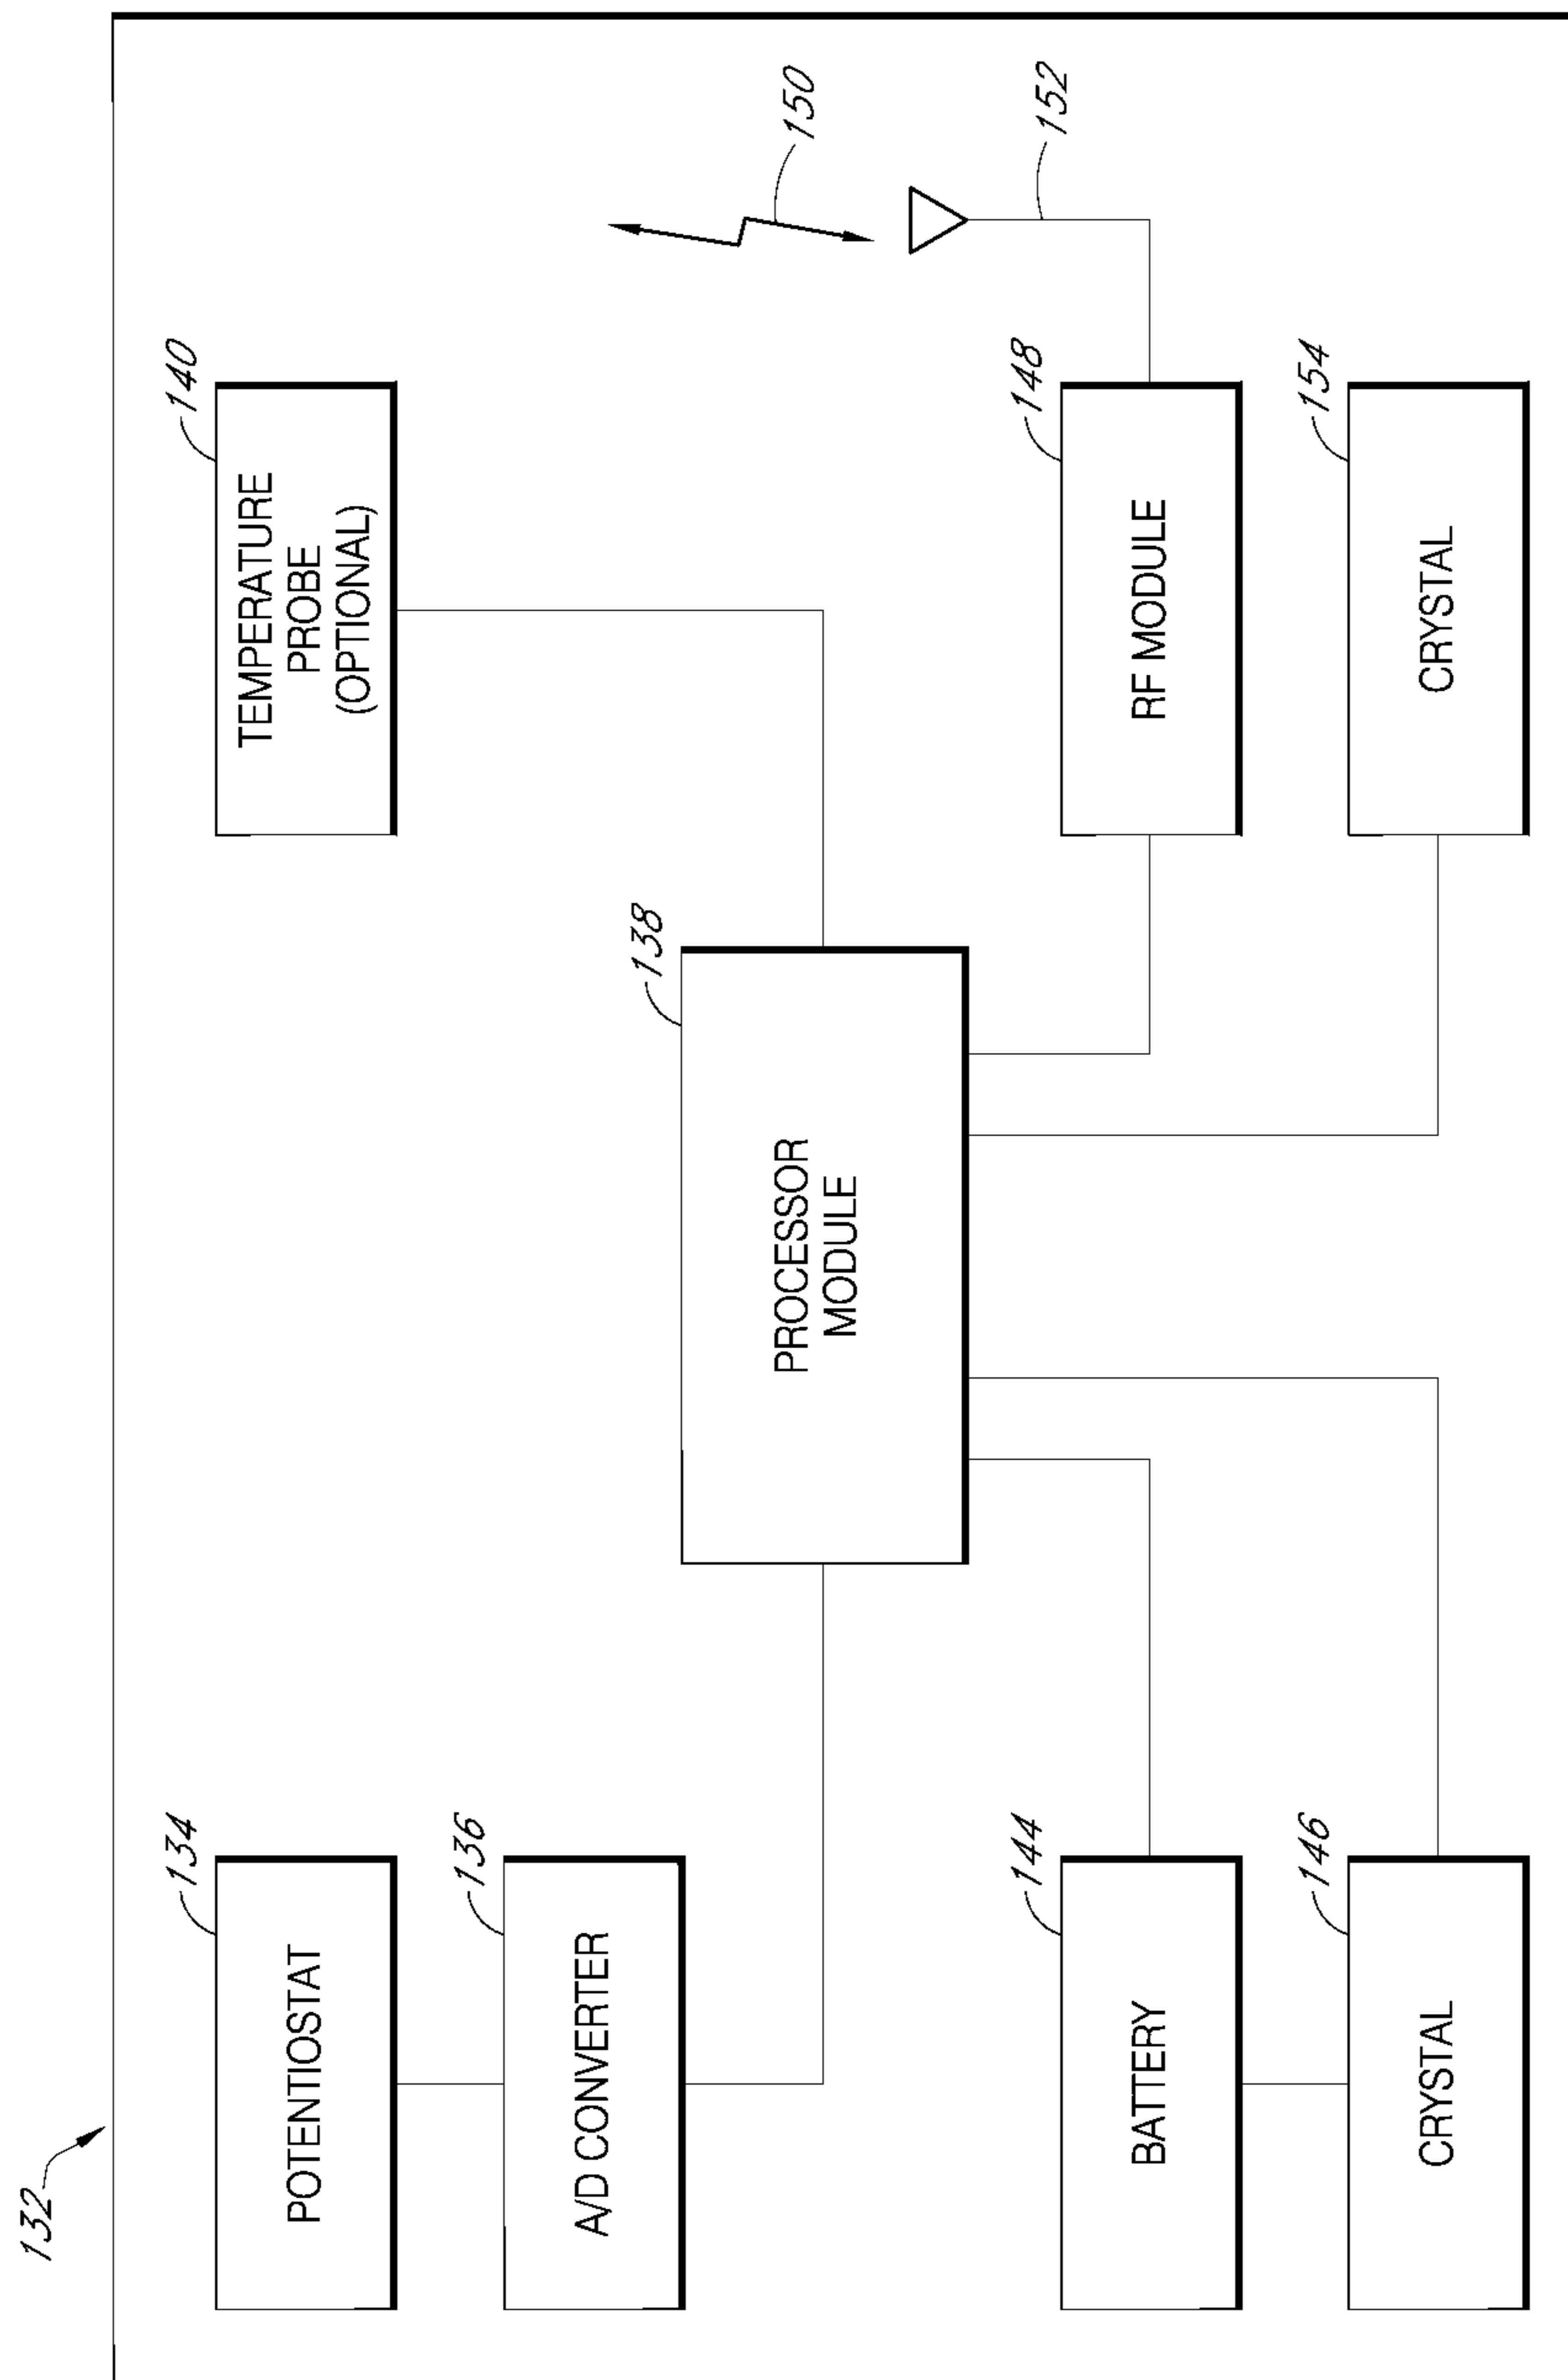 132
134
POTENTIOSTAT
136
A/D CONVERTER
138
PROCESSOR
MODULE
140
TEMPERATURE
PROBE
(OPTIONAL)
150
152
144
BATTERY
148
RF MODULE
146
CRYSTAL
154
CRYSTAL